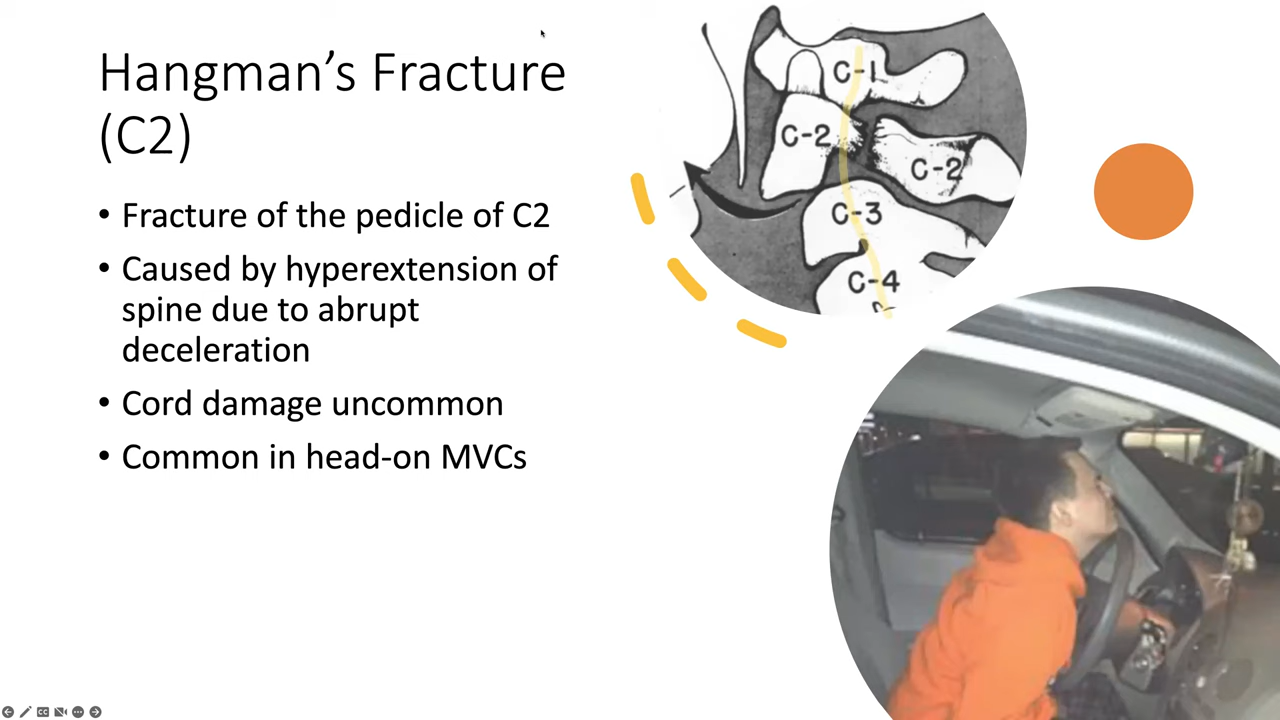 Hangman’s Fracture
(C2)
• Fracture of the pedicle of C2
• Caused by hyperextension of
spine due to abrupt
deceleration
• Cord damage uncommon
• Common in head-on MVCs
C-1
C-2
C-2
C-3
C-4